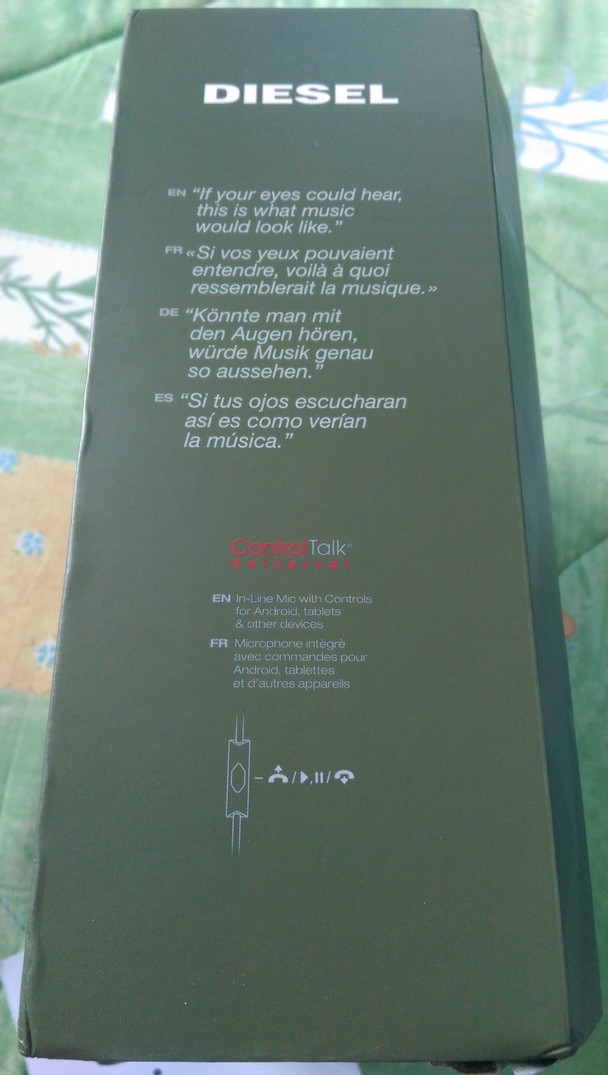 DIESEL
EN "If your eyes could hear,
this is what music
would look like."
FR «Si vos yeux pouvaient
entendre, voilà à quoi
ressemblerait la musique.»
DE "Könnte man mit
den Augen hören,
würde Musik genau
so aussehen."
ES "Si tus ojos escucharan
así es como verían
la música."
ControlTalk®
Universal
EN In-Line Mic with Controls
for Android, tablets
& other devices
FR Microphone intègrè
avec commandes pour
Android, tablettes
et d'autres appareils